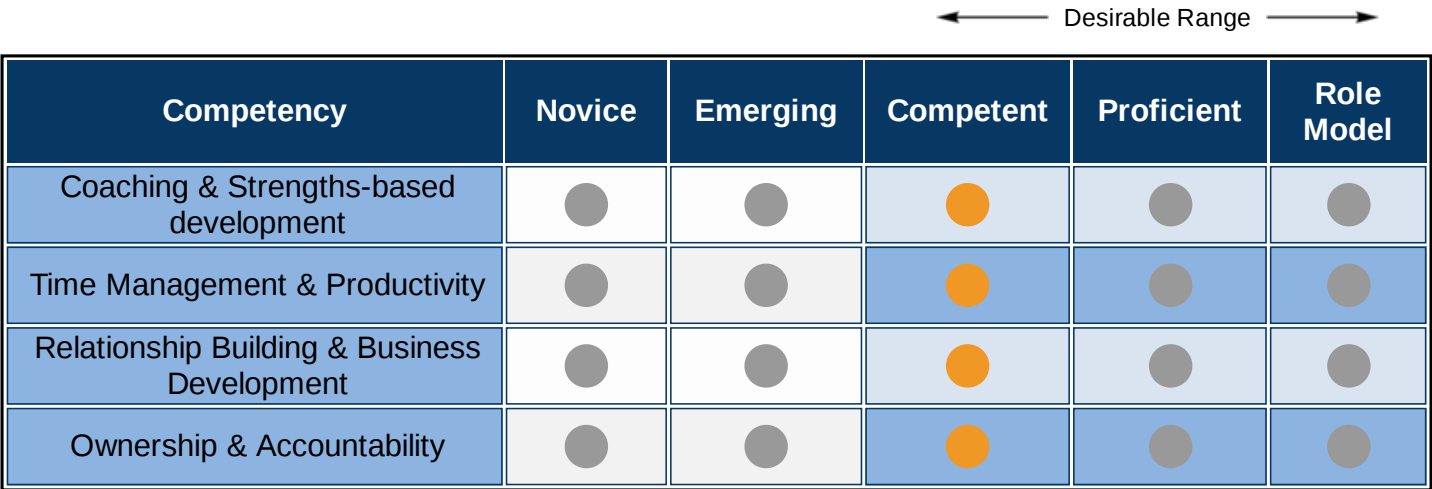 Desirable Range
Competency Novice Emerging Competent Proficient Role Model
Coaching & Strengths-based
development
Time Management & Productivity
Relationship Building & Business
Development
Ownership & Accountability